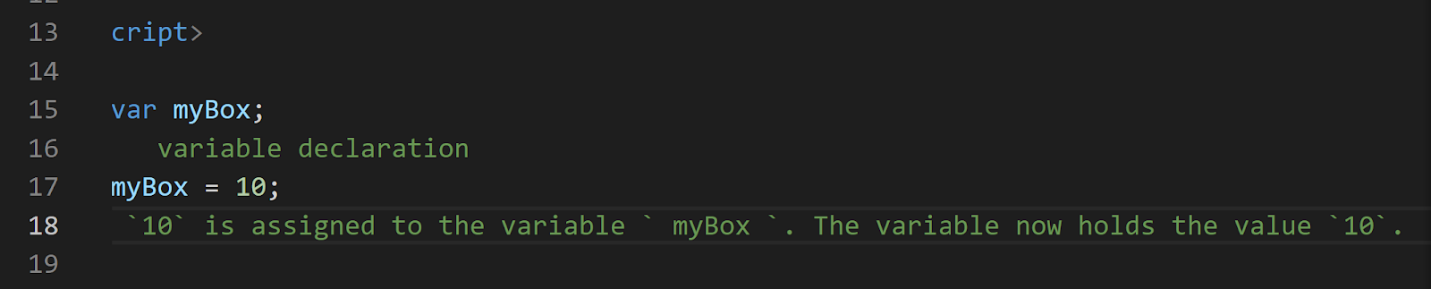 13 cript>
14
15 var myBox;
16 variable declaration
17 myBox = 10;
18 `10` is assigned to the variable ` myBox `. The variable now holds the value `10`.
19